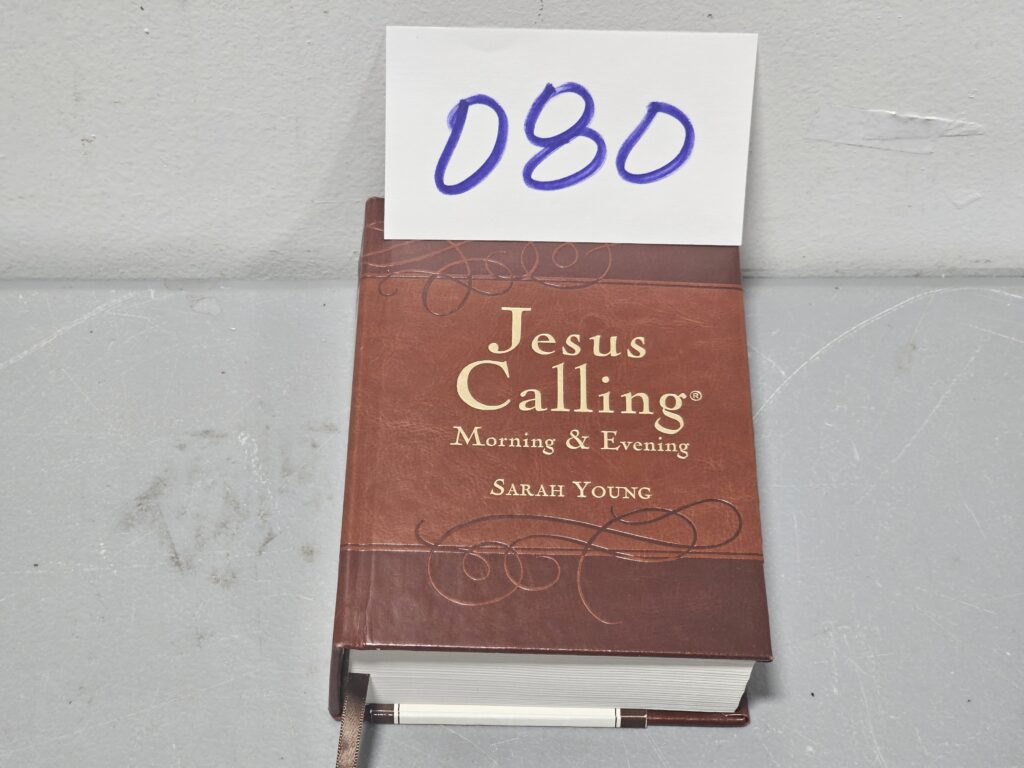 080
Jesus
Calling®
Morning & Evening
Sarah Young